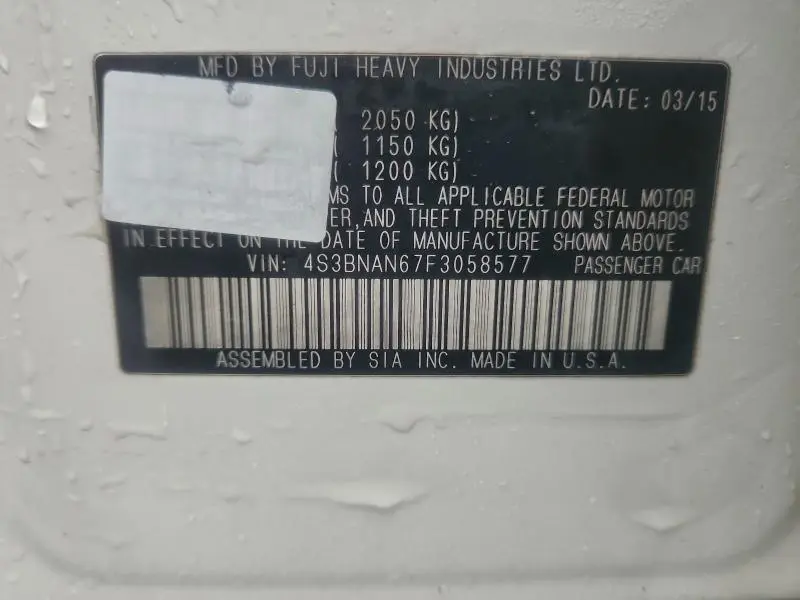 MFD BY FUJI HEAVY INDUSTRIES LTD.
DATE: 03/15
2050 KG)
1150 KG)
1200 KG)
MS TO ALL APPLICABLE FEDERAL MOTOR
ER, AND THEFT PREVENTION STANDARDS
IN EFFECT ON THE DATE OF MANUFACTURE SHOWN ABOVE.
VIN: 4S3BNAN67F3058577 PASSENGER CAR
ASSEMBLED BY SIA INC. MADE IN U.S.A.